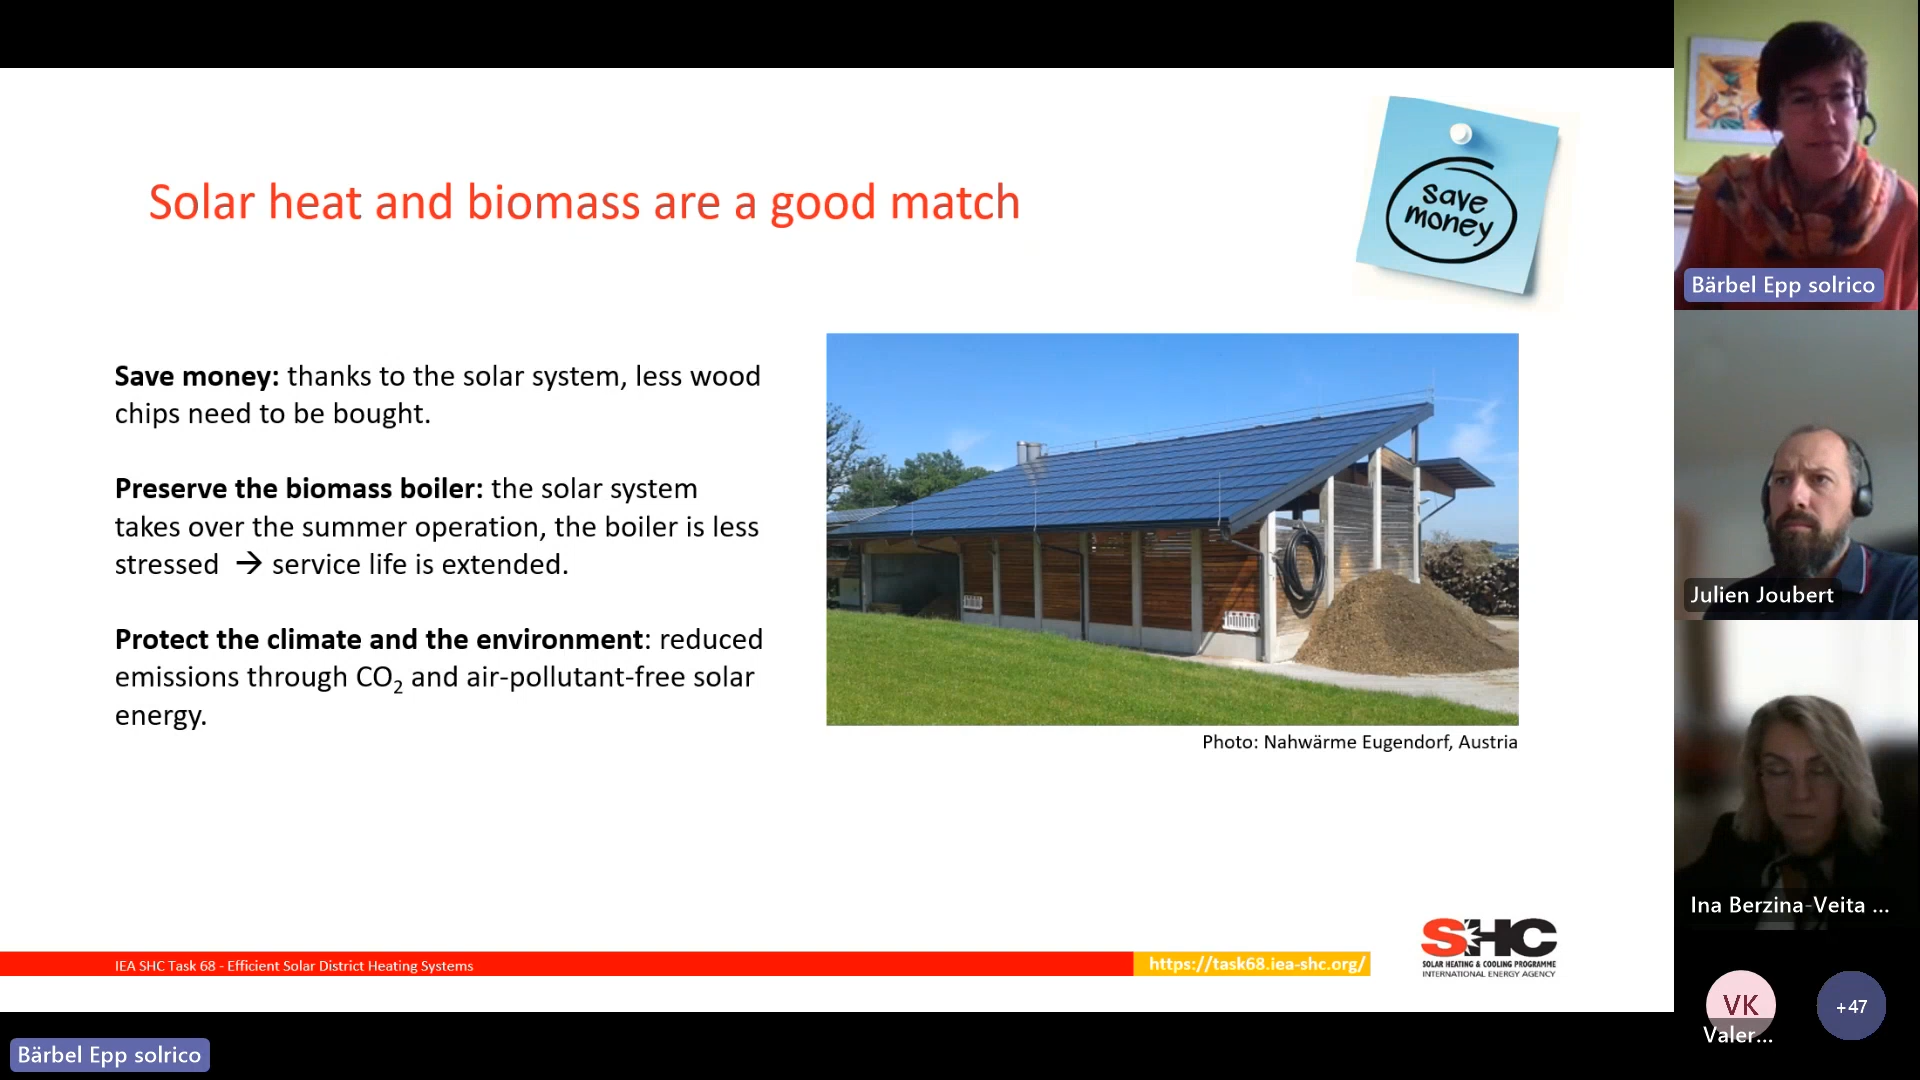 Solar heat and biomass are a good match
save
money
Save money: thanks to the solar system, less wood
chips need to be bought.
Preserve the biomass boiler: the solar system
takes over the summer operation, the boiler is less
stressed → service life is extended.
Protect the climate and the environment: reduced
emissions through CO₂ and air-pollutant-free solar
energy.
Photo: Nahwärme Eugendorf, Austria
IEA SHC Task 68 - Efficient Solar District Heating Systems
https://task68.iea-shc.org/
SHC
SOLAR HEATING & COOLING PROGRAMME
INTERNATIONAL ENERGY AGENCY
Bärbel Epp solrico
Julien Joubert
Ina Berzina-Veita ...
VK
Valer...
+47
Bärbel Epp solrico